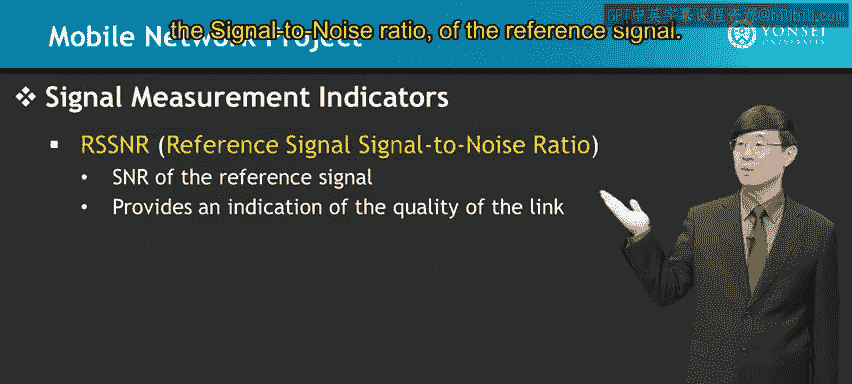 the Signal-to-Noise ratio, of the reference signal.
Mobile Network Project
YONSEI
UNIVERSITY
❖ Signal Measurement Indicators
▪ RSSNR (Reference Signal Signal-to-Noise Ratio)
• SNR of the reference signal
• Provides an indication of the quality of the link